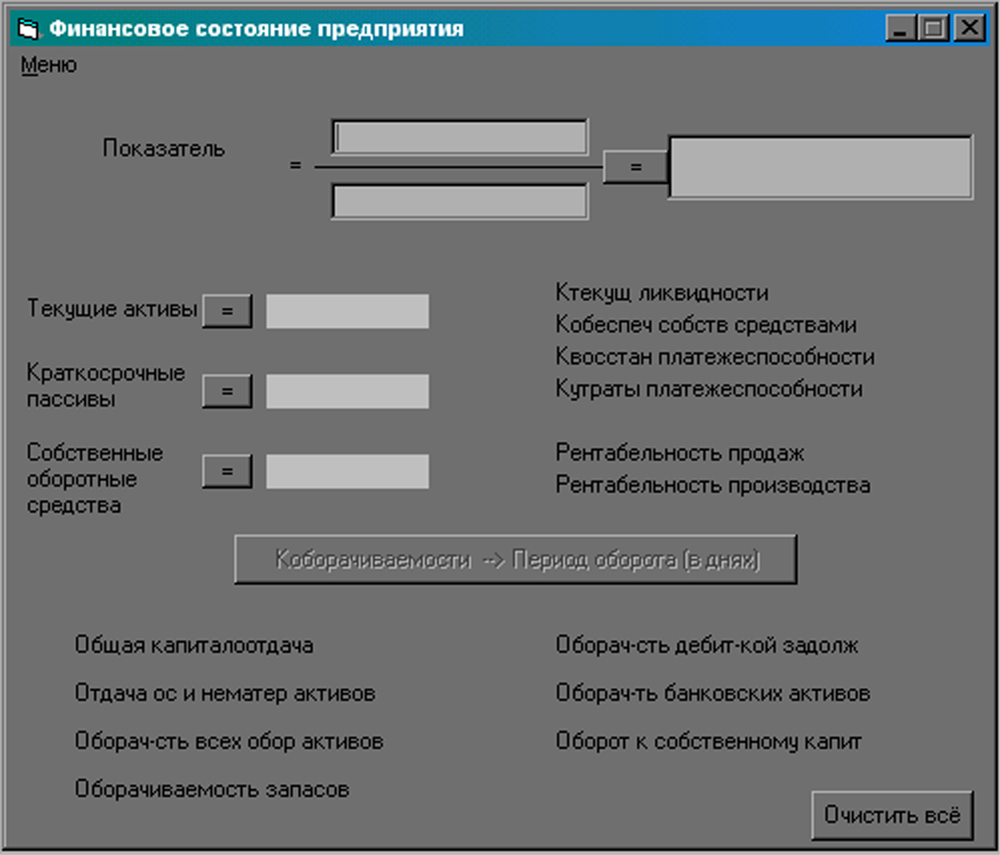 Финансовое состояние предприятия
Меню
Показатель
=
=
Текущие активы
=
Краткосрочные
пассивы
=
Собственные
оборотные
средства
=
Ктекущ ликвидности
Кобеспеч собств средствами
Квосстан платежеспособности
Кутраты платежеспособности
Рентабельность продаж
Рентабельность производства
Коборачиваемости --> Период оборота (в днях)
Общая капиталоотдача
Отдача ос и нематер активов
Оборач-сть всех обор активов
Оборачиваемость запасов
Оборач-сть дебит-кой задолж
Оборач-ть банковских активов
Оборот к собственному капит
Очистить всё